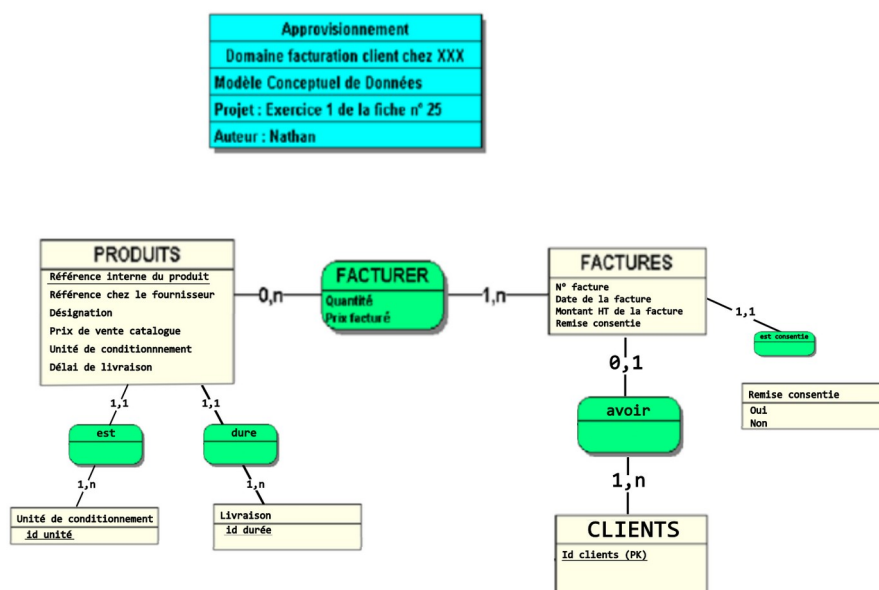 Approvisionnement
Domaine facturation client chez XXX
Modèle Conceptuel de Données
Projet : Exercice 1 de la fiche n° 25
Auteur : Nathan
PRODUITS
Référence interne du produit
Référence chez le fournisseur
Désignation
Prix de vente catalogue
Unité de conditionnnement
Délai de livraison
0,n
FACTURER
Quantité
Prix facturé
1,n
FACTURES
N° facture
Date de la facture
Montant HT de la facture
Remise consentie
1,1
est consentie
Remise consentie
Oui
Non
0,1
avoir
1,n
CLIENTS
Id clients (PK)
1,1
est
1,n
Unité de conditionnement
id unité
1,1
dure
1,n
Livraison
id durée